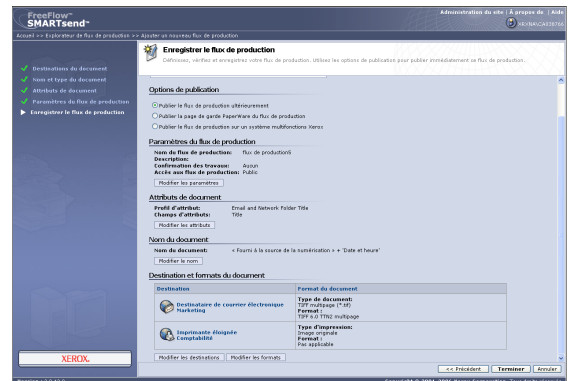 FreeFlow™
SMARTsend™
Administration du site | À propos de | Aide
Accueil >> Explorateur de flux de production >> Ajouter un nouveau flux de production
Destinations du document
Nom et type du document
Attributs de document
Paramètres du flux de production
Enregistrer le flux de production
XEROX.
Enregistrer le flux de production
Définissez, vérifiez et enregistrez votre flux de production. Utilisez les options de publication pour publier immédiatement ce flux de production.
Options de publication
Publier le flux de production ultérieurement
Publier la page de garde PaperWare du flux de production
Publier le flux de production sur un système multifonctions Xerox
Paramètres du flux de production
Nom du flux de production: flux de production5
Description:
Confirmation des travaux: Aucun
Accès aux flux de production: Public
Modifier les paramètres
Attributs de document
Profil d'attribut: Email and Network Folder Title
Champs d'attributs: Title
Modifier les attributs
Nom du document
Nom du document: < Fourni à la source de la numérisation > + 'Date et heure'
Modifier le nom
Destination et formats du document
Destination Format du document
Destinataire de courrier électronique
Marketing
Type de document:
TIFF multipage (*.tif)
Format :
TIFF 6.0 TTN2 multipage
Imprimante éloignée
Comptabilité
Type d'impression:
Image originale
Format :
Pas applicable
Modifier les destinations Modifier les formats
<< Précédent Terminer Annuler